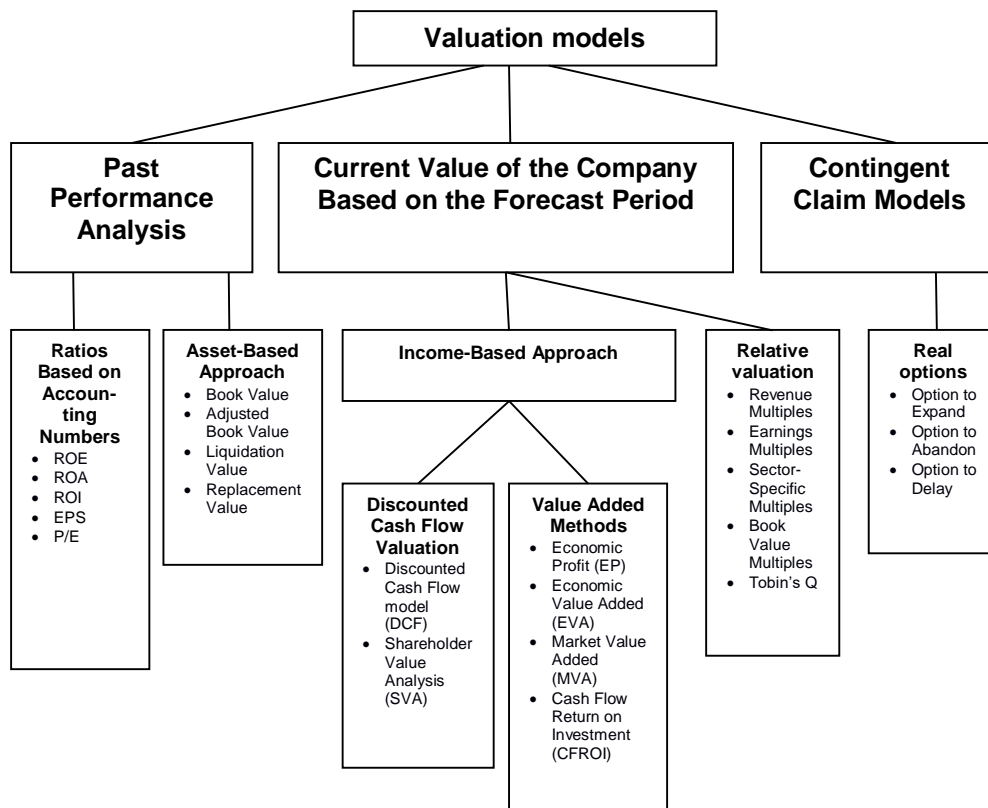 Valuation models
Past
Performance
Analysis
Current Value of the Company
Based on the Forecast Period
Contingent
Claim Models
Ratios
Based on
Accoun-
ting
Numbers
• ROE
• ROA
• ROI
• EPS
• P/E
Asset-Based
Approach
• Book Value
• Adjusted
Book Value
• Liquidation
Value
• Replacement
Value
Income-Based Approach
Discounted
Cash Flow
Valuation
• Discounted
Cash Flow
model
(DCF)
• Shareholder
Value
Analysis
(SVA)
Value Added
Methods
• Economic
Profit (EP)
• Economic
Value Added
(EVA)
• Market Value
Added
(MVA)
• Cash Flow
Return on
Investment
(CFROI)
Relative
valuation
• Revenue
Multiples
• Earnings
Multiples
• Sector-
Specific
Multiples
• Book
Value
Multiples
• Tobin's Q
Real
options
• Option to
Expand
• Option to
Abandon
• Option to
Delay